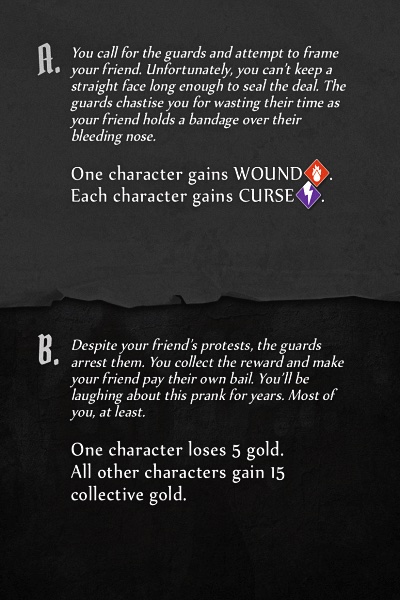 A. You call for the guards and attempt to frame
your friend. Unfortunately, you can't keep a
straight face long enough to seal the deal. The
guards chastise you for wasting their time as
your friend holds a bandage over their
bleeding nose.
One character gains WOUND.
Each character gains CURSE.
B. Despite your friend's protests, the guards
arrest them. You collect the reward and make
your friend pay their own bail. You'll be
laughing about this prank for years. Most of
you, at least.
One character loses 5 gold.
All other characters gain 15
collective gold.